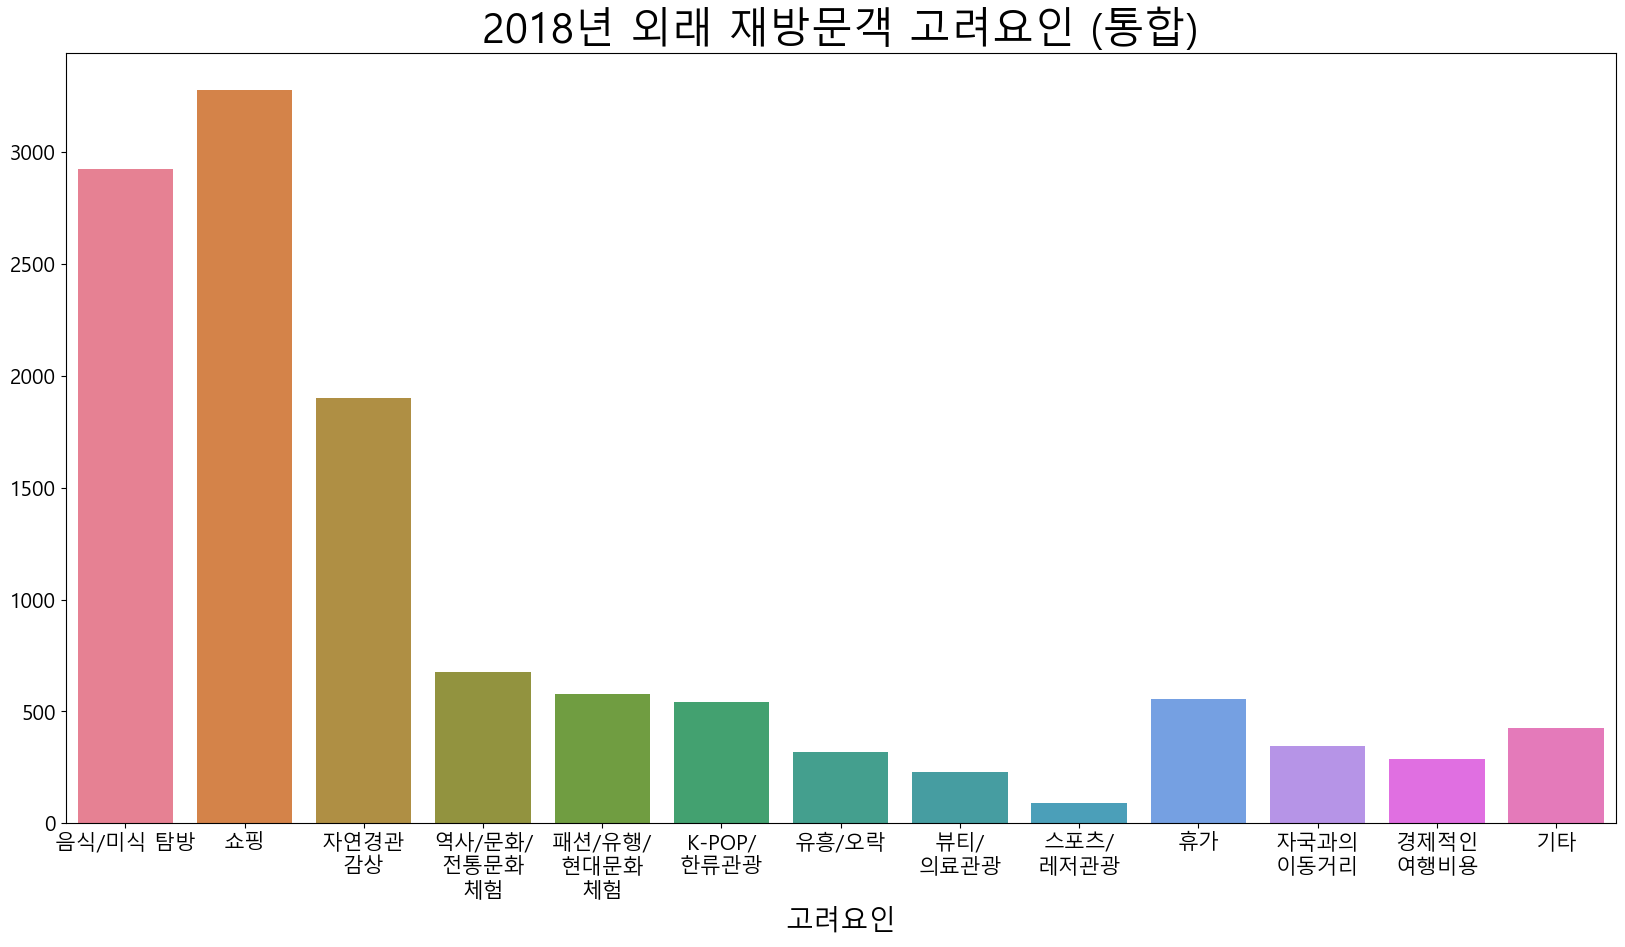 2018년 외래 재방문객 고려요인 (통합)
3000
2500
2000
1500
1000
500
0
음식/미식 탐방
쇼핑
자연경관
감상
역사/문화/
전통문화
체험
패션/유행/
현대문화
체험
K-POP/
한류관광
유흥/오락
뷰티/
의료관광
스포츠/
레저관광
휴가
자국과의
이동거리
경제적인
여행비용
기타
고려요인